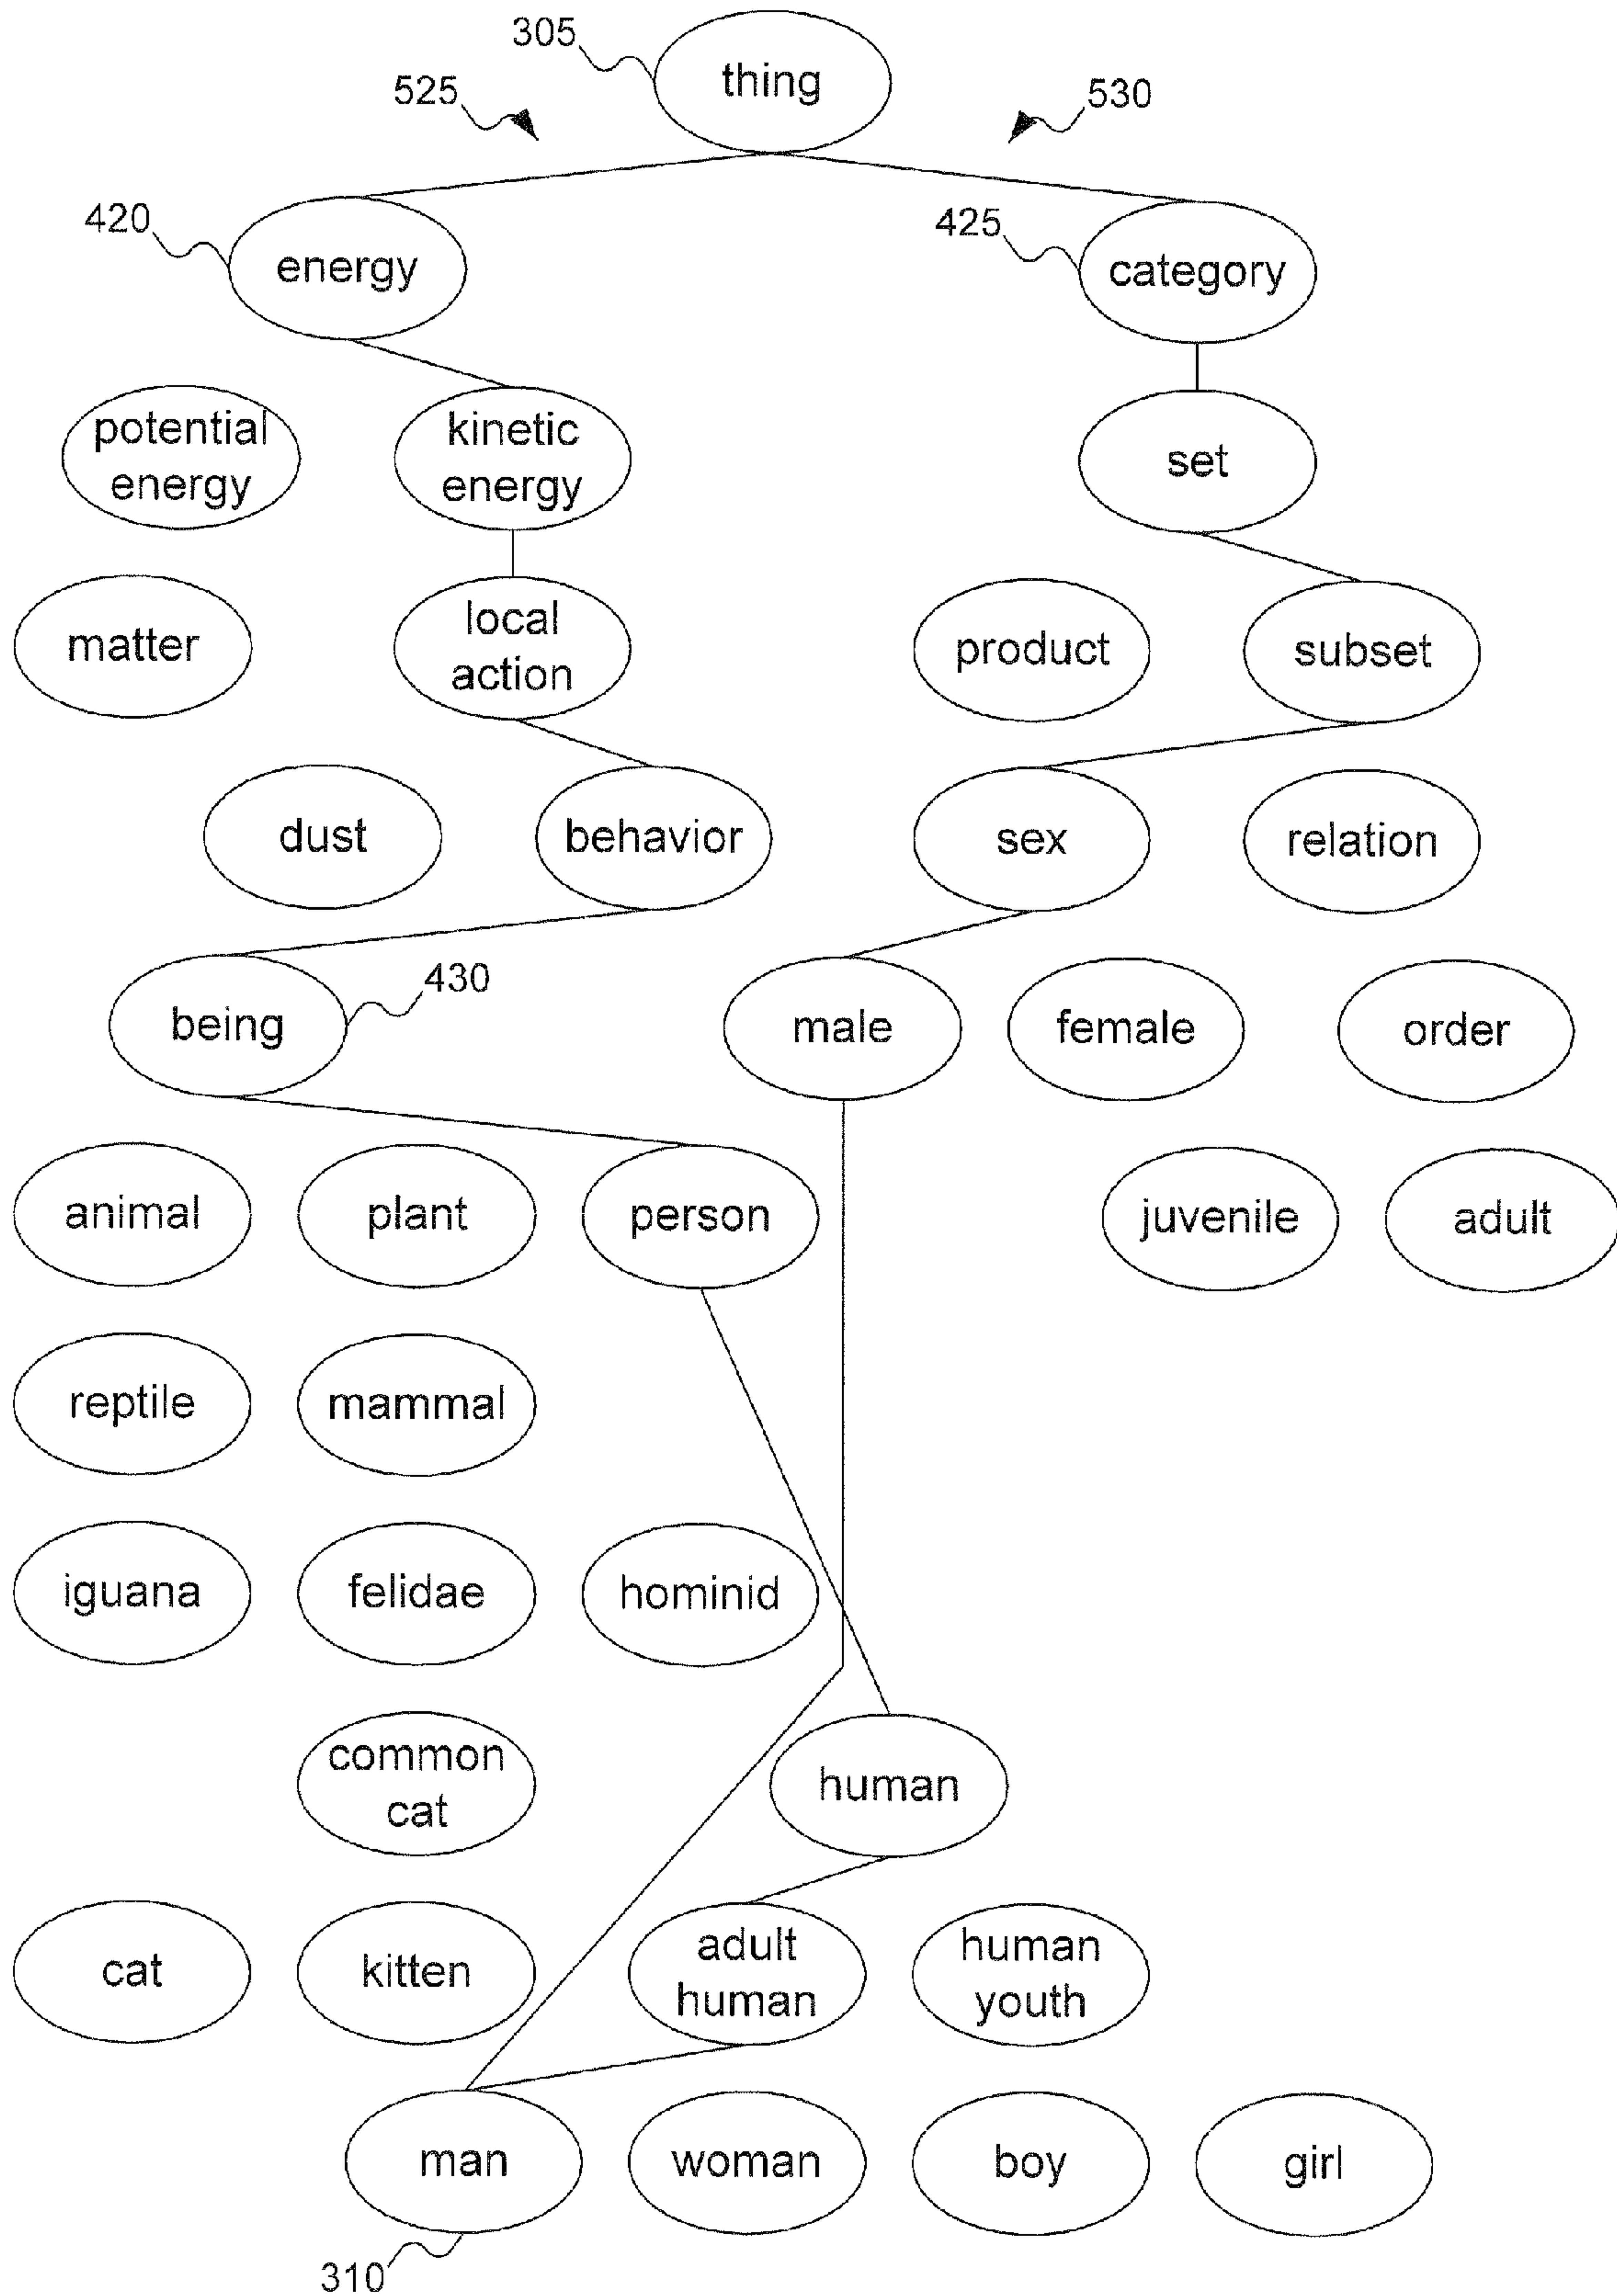 305
thing
525
530
420
energy
425
category
potential
energy
kinetic
energy
set
matter
local
action
product
subset
dust
behavior
sex
relation
being
430
male
female
order
animal
plant
person
juvenile
adult
reptile
mammal
iguana
felidae
hominid
common
cat
human
cat
kitten
adult
human
human
youth
man
woman
boy
girl
310